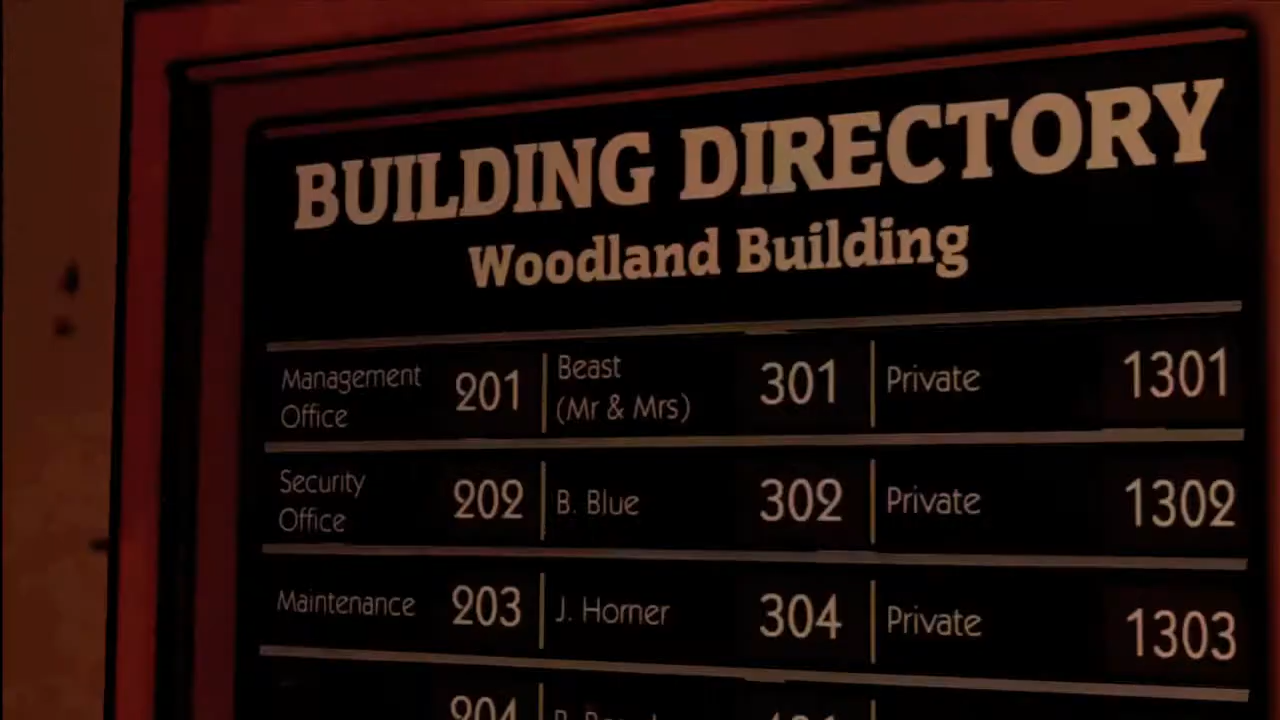 BUILDING DIRECTORY
Woodland Building
Management Office 201 Beast (Mr & Mrs) 301 Private 1301
Security Office 202 B. Blue 302 Private 1302
Maintenance 203 J. Horner 304 Private 1303
204